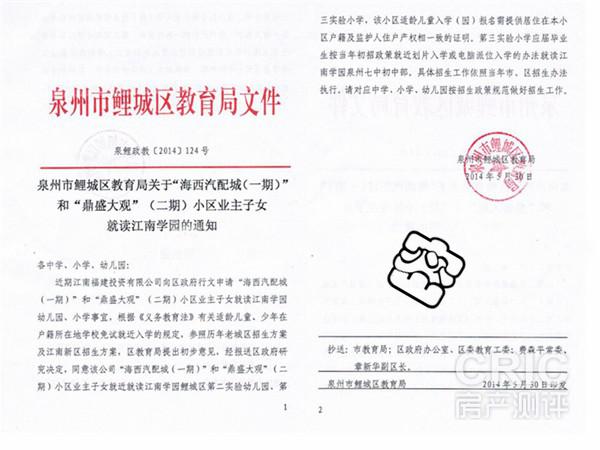 泉州市鲤城区教育局文件
泉鲤政教〔2014〕124号
泉州市鲤城区教育局关于“海西汽配城(一期)”
和“鼎盛大观”(二期)小区业主子女
就读江南学园的通知
各中学、小学、幼儿园:
近期江南福建投资有限公司向区政府行文申请“海西汽配城
(一期)”和“鼎盛大观”(二期)小区业主子女就读江南学园
幼儿园、小学事宜,根据《义务教育法》有关适龄儿童、少年在
户籍所在地学校免试就近入学的规定,参照历年老城区招生方案
及江南新区招生方案,区教育局提出初步意见,经报送区政府研
究决定,同意该公司“海西汽配城(一期)”和“鼎盛大观”(二
期)小区业主子女就近就读江南学园鲤城区第二实验幼儿园、第
1
三实验小学,该小区适龄儿童入学(园)报名需提供居住在本小
区户籍及监护人住户产权相一致的证明。第三实验小学应届毕业
生按当年初招政策就近划片入学或电脑派位入学的办法就读江
南学园泉州七中初中部,具体招生工作依照当年市、区招生办法
执行。请对应中学、小学、幼儿园按招生政策规范做好招生工作。
泉州市鲤城区教育局
2014年5月30日
抄送:市教育局;区政府办公室、区委教育工委;费森平常委,
章新华副区长。
泉州市鲤城区教育局 2014年5月30日印发
2
CRIC
房产测评